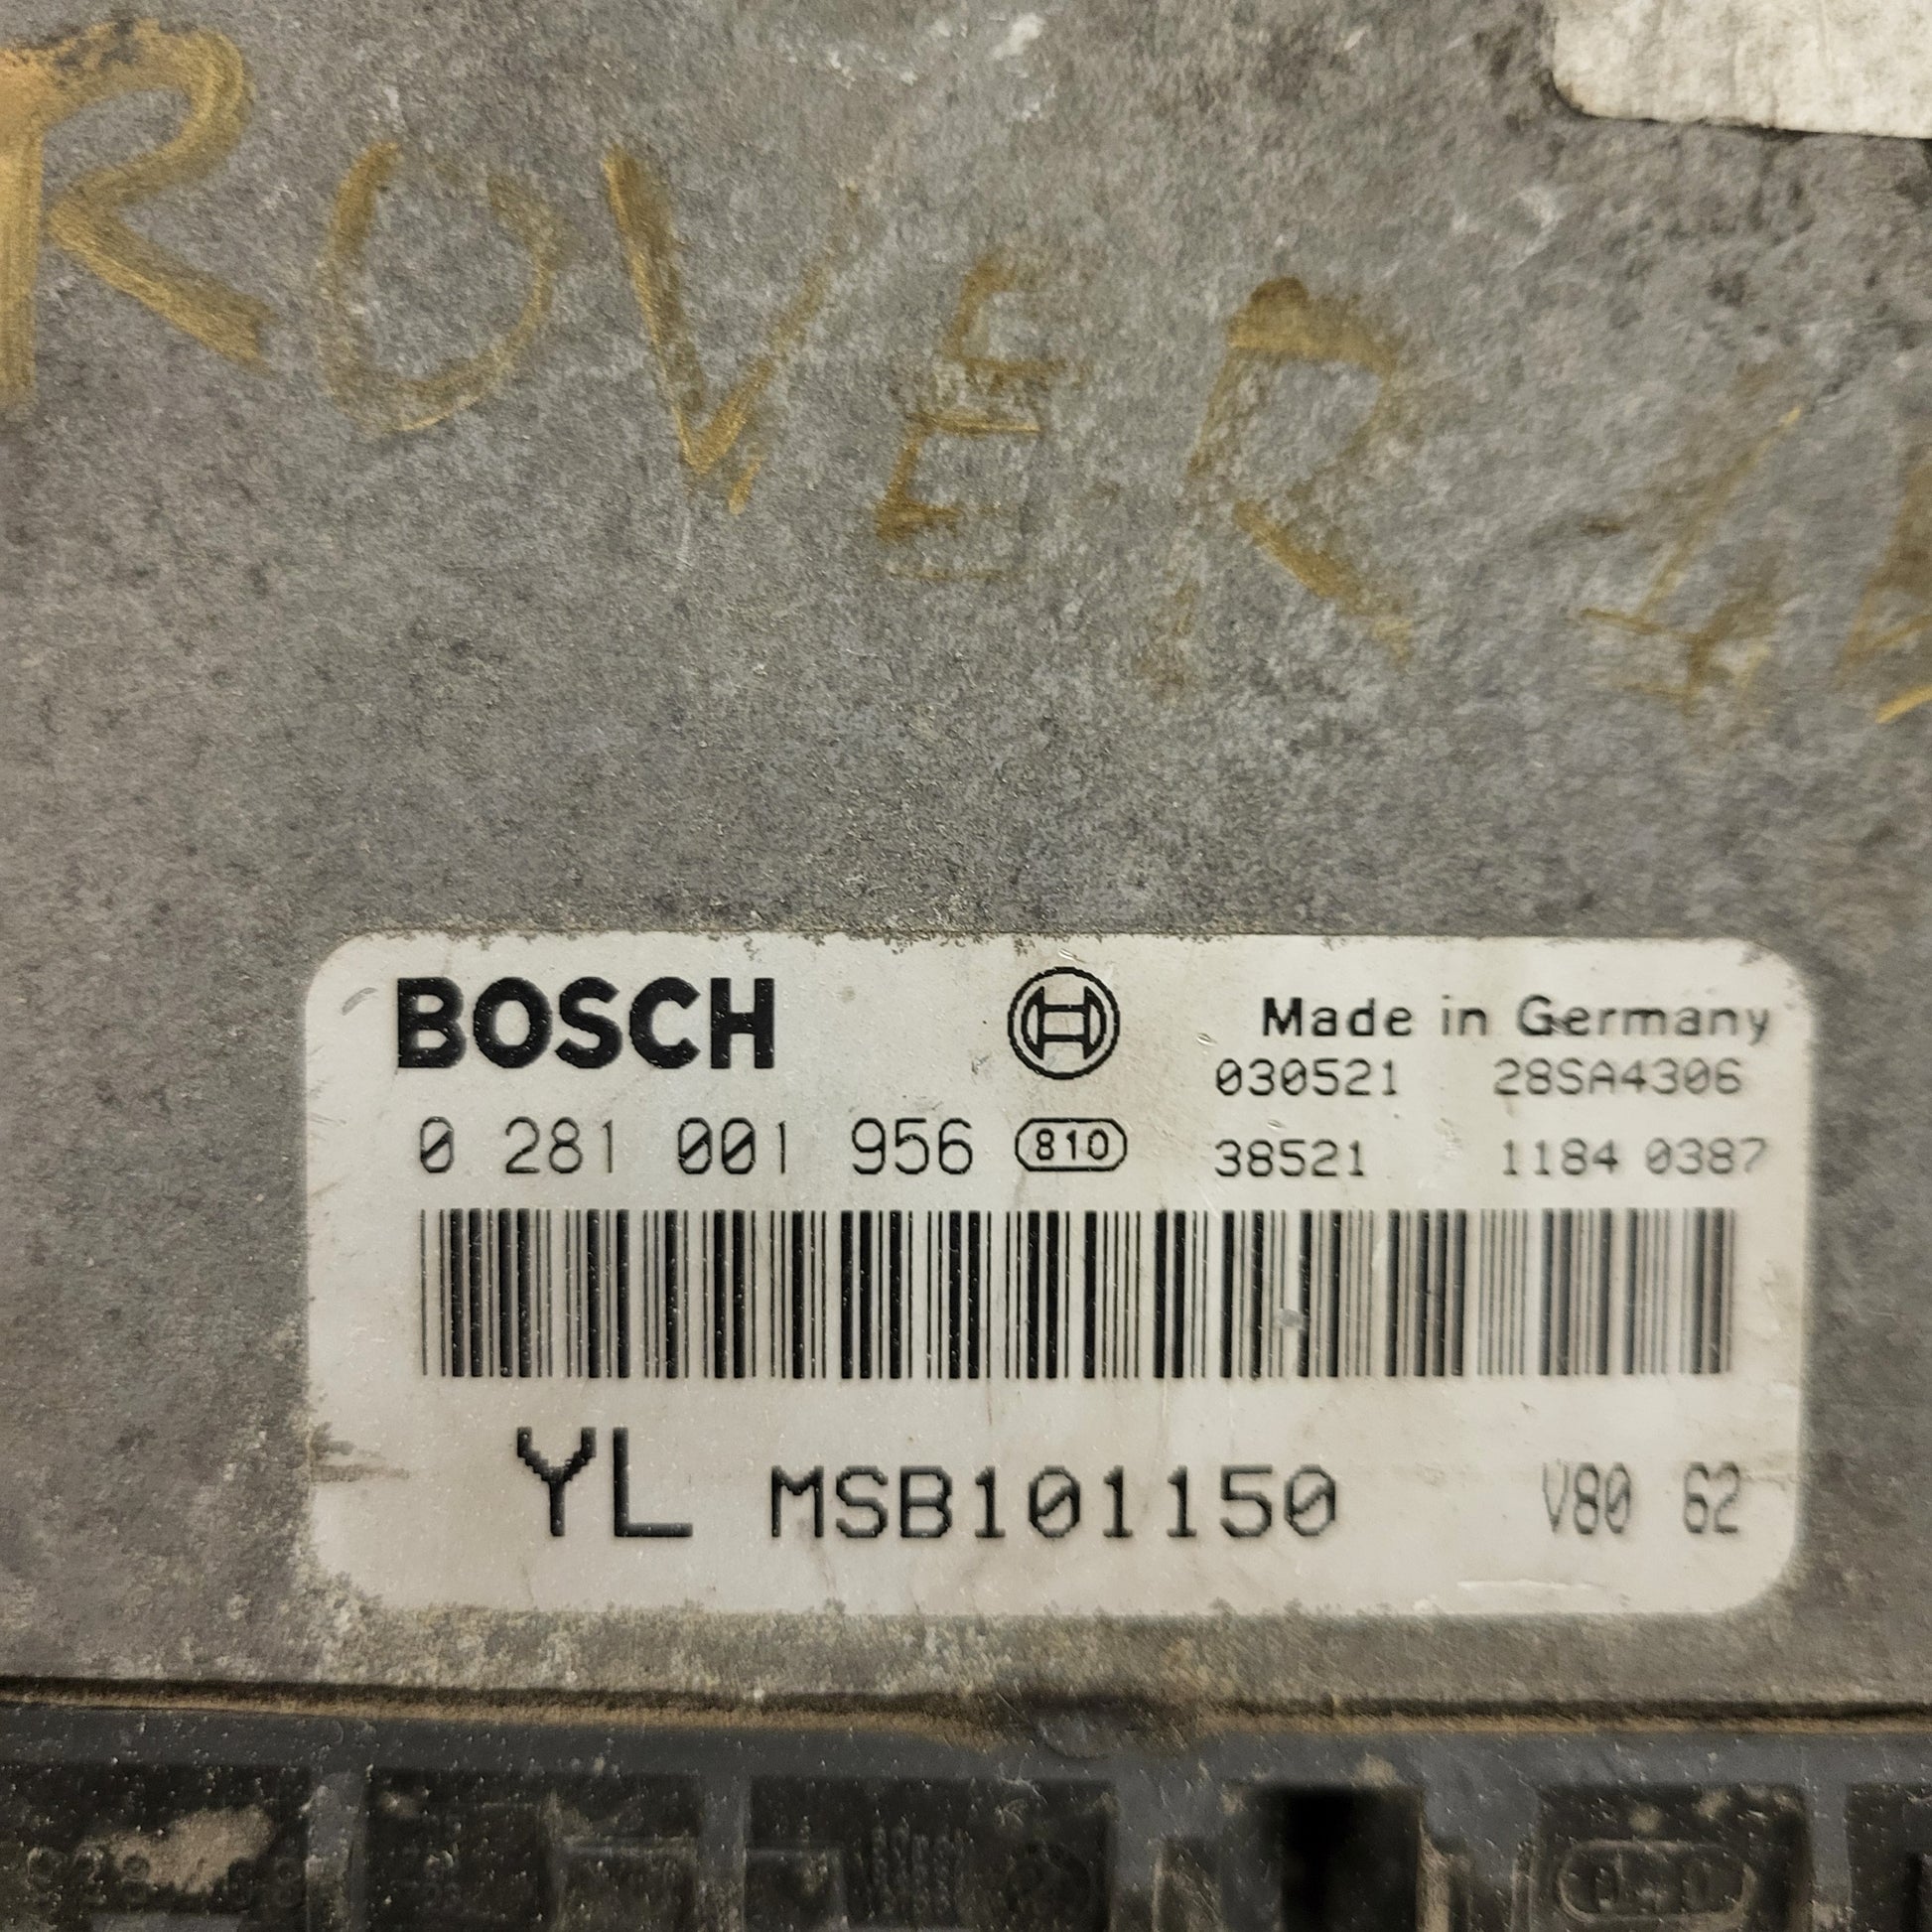 ROVER
BOSCH Made in Germany
030521 28SA4306
0 281 001 956 810 38521 1184 0387
YL MSB101150 V80 62